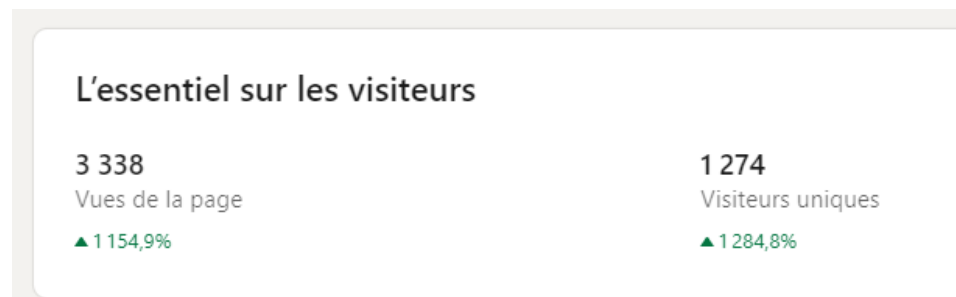 L’essentiel sur les visiteurs
3 338
Vues de la page
▲1 154,9%
1 274
Visiteurs uniques
▲1 284,8%